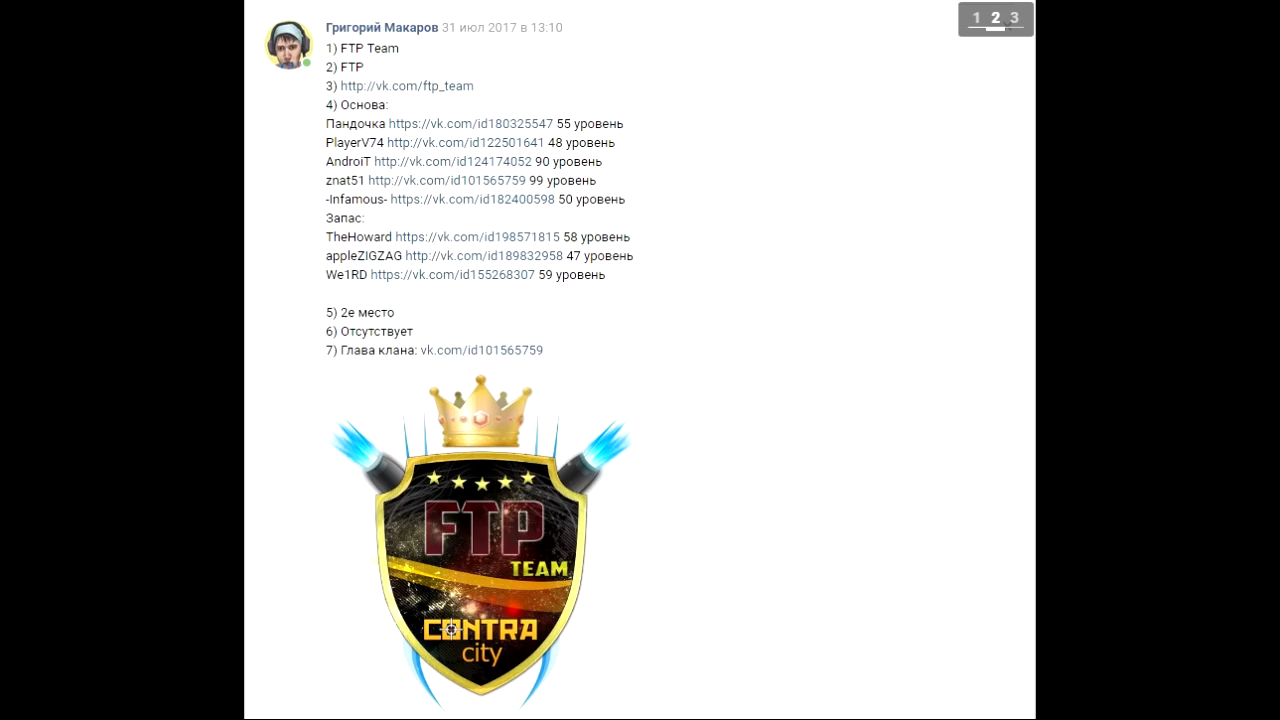 Григорий Макаров 31 июл 2017 в 13:10
1 2 3
1) FTP Team
2) FTP
3) http://vk.com/ftp_team
4) Основа:
Пандочка https://vk.com/id180325547 55 уровень
PlayerV74 http://vk.com/id122501641 48 уровень
AndroiT http://vk.com/id124174052 90 уровень
znat51 http://vk.com/id101565759 99 уровень
-Infamous- https://vk.com/id182400598 50 уровень
Запас:
TheHoward https://vk.com/id198571815 58 уровень
appleZIGZAG http://vk.com/id189832958 47 уровень
We1RD https://vk.com/id155268307 59 уровень
5) 2е место
6) Отсутствует
7) Глава клана: vk.com/id101565759
FTP
TEAM
CONTRA
city